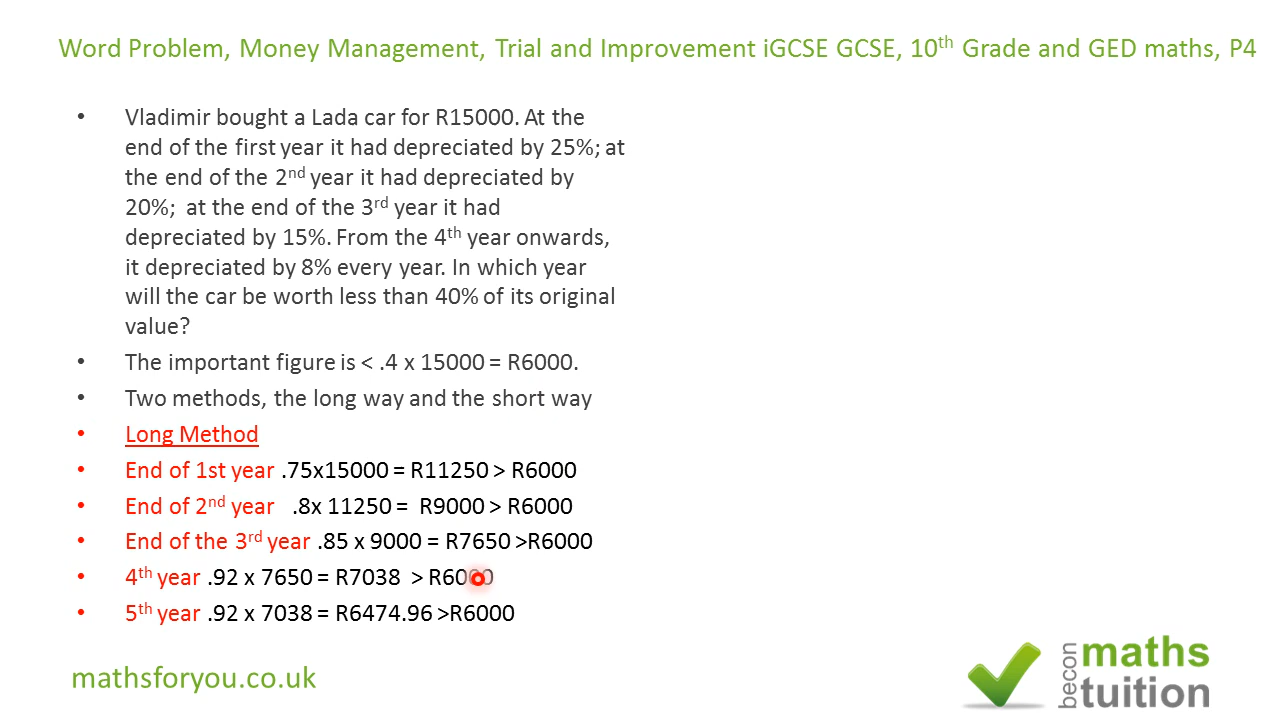 Word Problem, Money Management, Trial and Improvement iGCSE GCSE, 10th Grade and GED maths, P4
• Vladimir bought a Lada car for R15000. At the
end of the first year it had depreciated by 25%; at
the end of the 2nd year it had depreciated by
20%;  at the end of the 3rd year it had
depreciated by 15%. From the 4th year onwards,
it depreciated by 8% every year. In which year
will the car be worth less than 40% of its original
value?
• The important figure is < .4 x 15000 = R6000.
• Two methods, the long way and the short way
• Long Method
• End of 1st year .75x15000 = R11250 > R6000
• End of 2nd year   .8x 11250 =  R9000 > R6000
• End of the 3rd year .85 x 9000 = R7650 >R6000
• 4th year .92 x 7650 = R7038  > R6000
• 5th year .92 x 7038 = R6474.96 >R6000
mathsforyou.co.uk
becon
maths
tuition